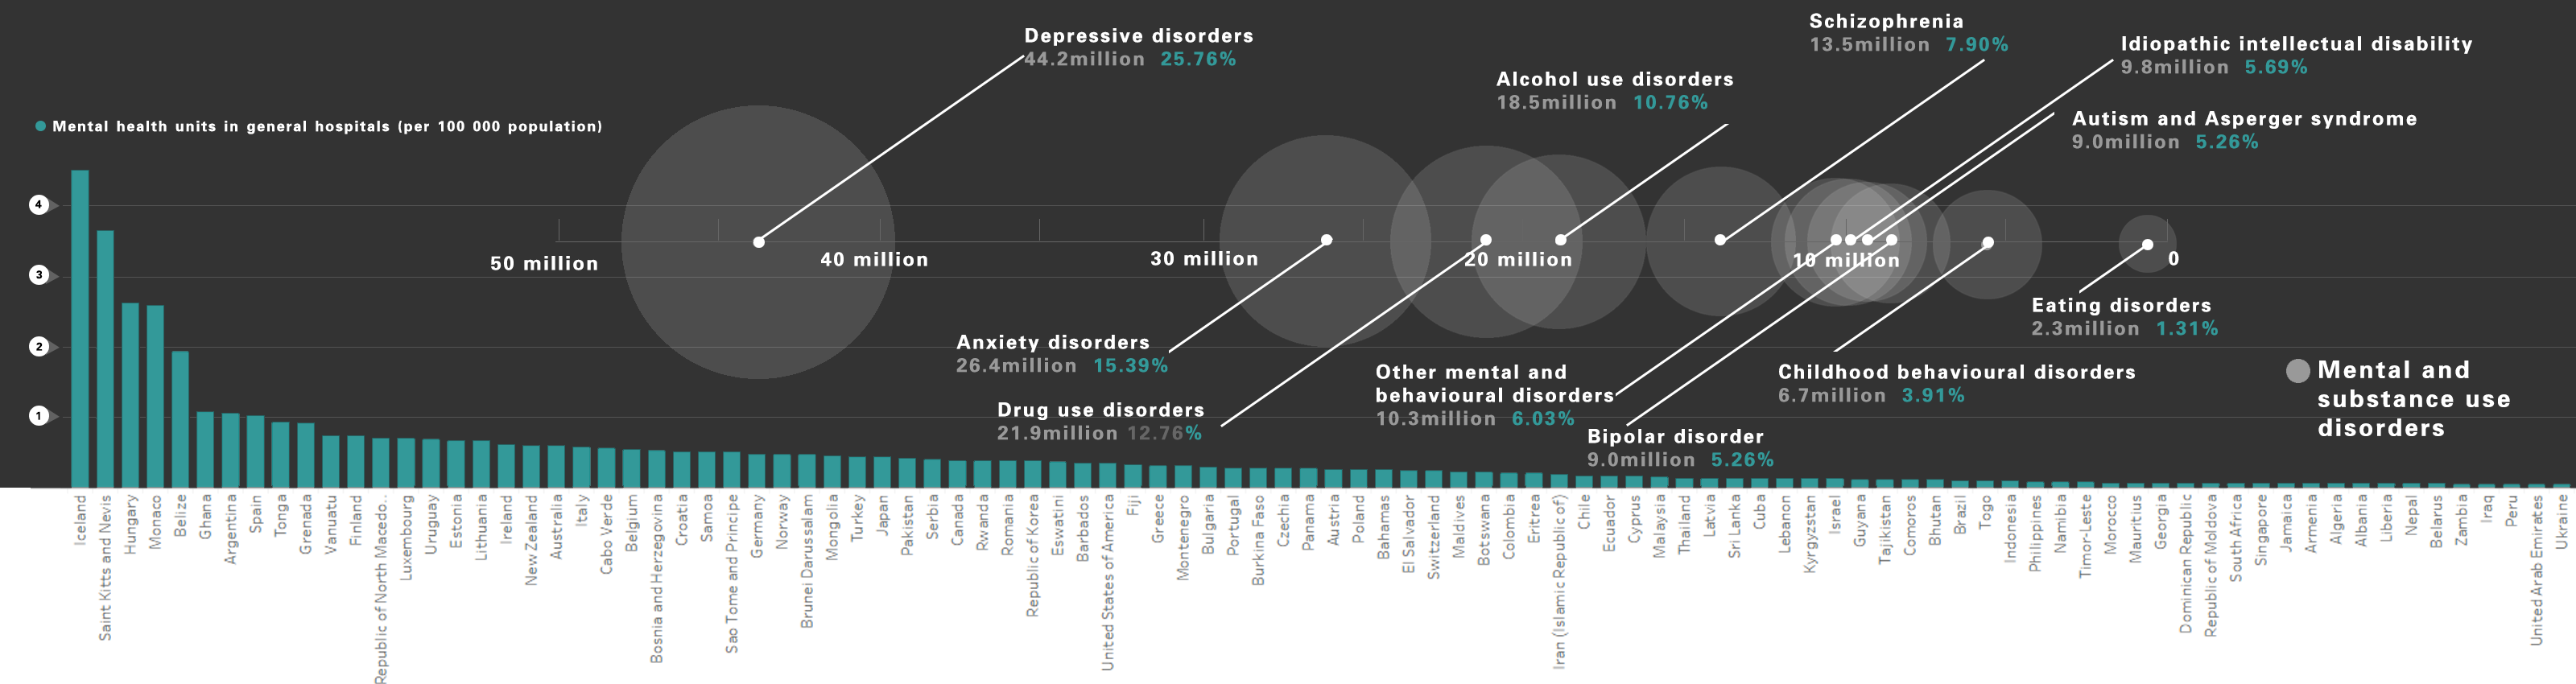 Depressive disorders
44.2million 25.76%
Schizophrenia
13.5million 7.90%
Idiopathic intellectual disability
9.8million 5.69%
Alcohol use disorders
18.5million 10.76%
Autism and Asperger syndrome
9.0million 5.26%
Mental health units in general hospitals (per 100 000 population)
4
3
2
1
50 million
40 million
30 million
20 million
10 million
0
Eating disorders
2.3million 1.31%
Anxiety disorders
26.4million 15.39%
Other mental and
behavioural disorders
10.3million 6.03%
Childhood behavioural disorders
6.7million 3.91%
Mental and
substance use
disorders
Drug use disorders
21.9million 12.76%
Bipolar disorder
9.0million 5.26%
Iceland
Saint Kitts and Nevis
Hungary
Monaco
Belize
Ghana
Argentina
Spain
Tonga
Grenada
Vanuatu
Finland
Republic of North Macedo..
Luxembourg
Uruguay
Estonia
Lithuania
Ireland
New Zealand
Australia
Italy
Cabo Verde
Belgium
Bosnia and Herzegovina
Croatia
Samoa
Sao Tome and Principe
Germany
Norway
Brunei Darussalam
Mongolia
Turkey
Japan
Pakistan
Serbia
Canada
Rwanda
Romania
Republic of Korea
Eswatini
Barbados
United States of America
Fiji
Greece
Montenegro
Bulgaria
Portugal
Burkina Faso
Czechia
Panama
Austria
Poland
Bahamas
El Salvador
Switzerland
Maldives
Botswana
Colombia
Eritrea
Iran (Islamic Republic of)
Chile
Ecuador
Cyprus
Malaysia
Thailand
Latvia
Sri Lanka
Cuba
Lebanon
Kyrgyzstan
Israel
Guyana
Tajikistan
Comoros
Bhutan
Brazil
Togo
Indonesia
Philippines
Namibia
Timor-Leste
Morocco
Mauritius
Georgia
Dominican Republic
Republic of Moldova
South Africa
Singapore
Jamaica
Armenia
Algeria
Albania
Liberia
Nepal
Belarus
Zambia
Iraq
Peru
United Arab Emirates
Ukraine